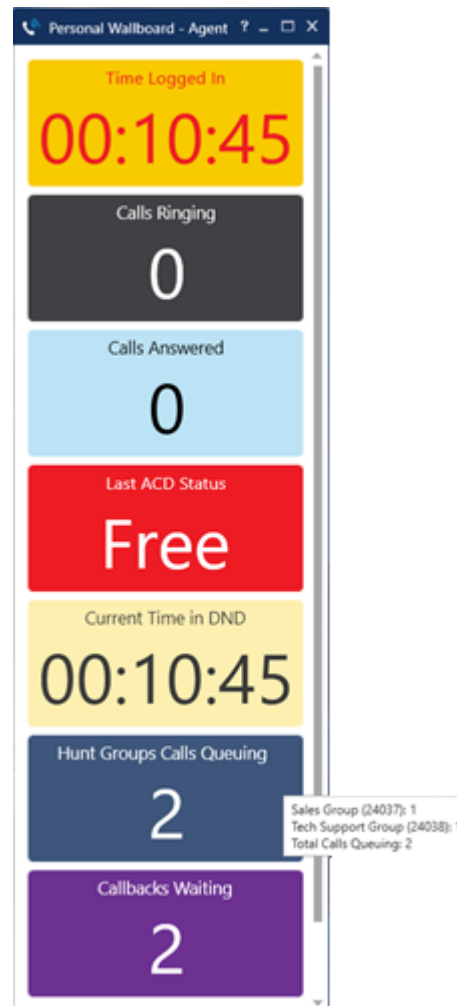 Personal Wallboard - Agent ?
Time Logged In
00:10:45
Calls Ringing
0
Calls Answered
0
Last ACD Status
Free
Current Time in DND
00:10:45
Hunt Groups Calls Queuing
2
Sales Group (24037): 1
Tech Support Group (24038): 1
Total Calls Queuing: 2
Callbacks Waiting
2